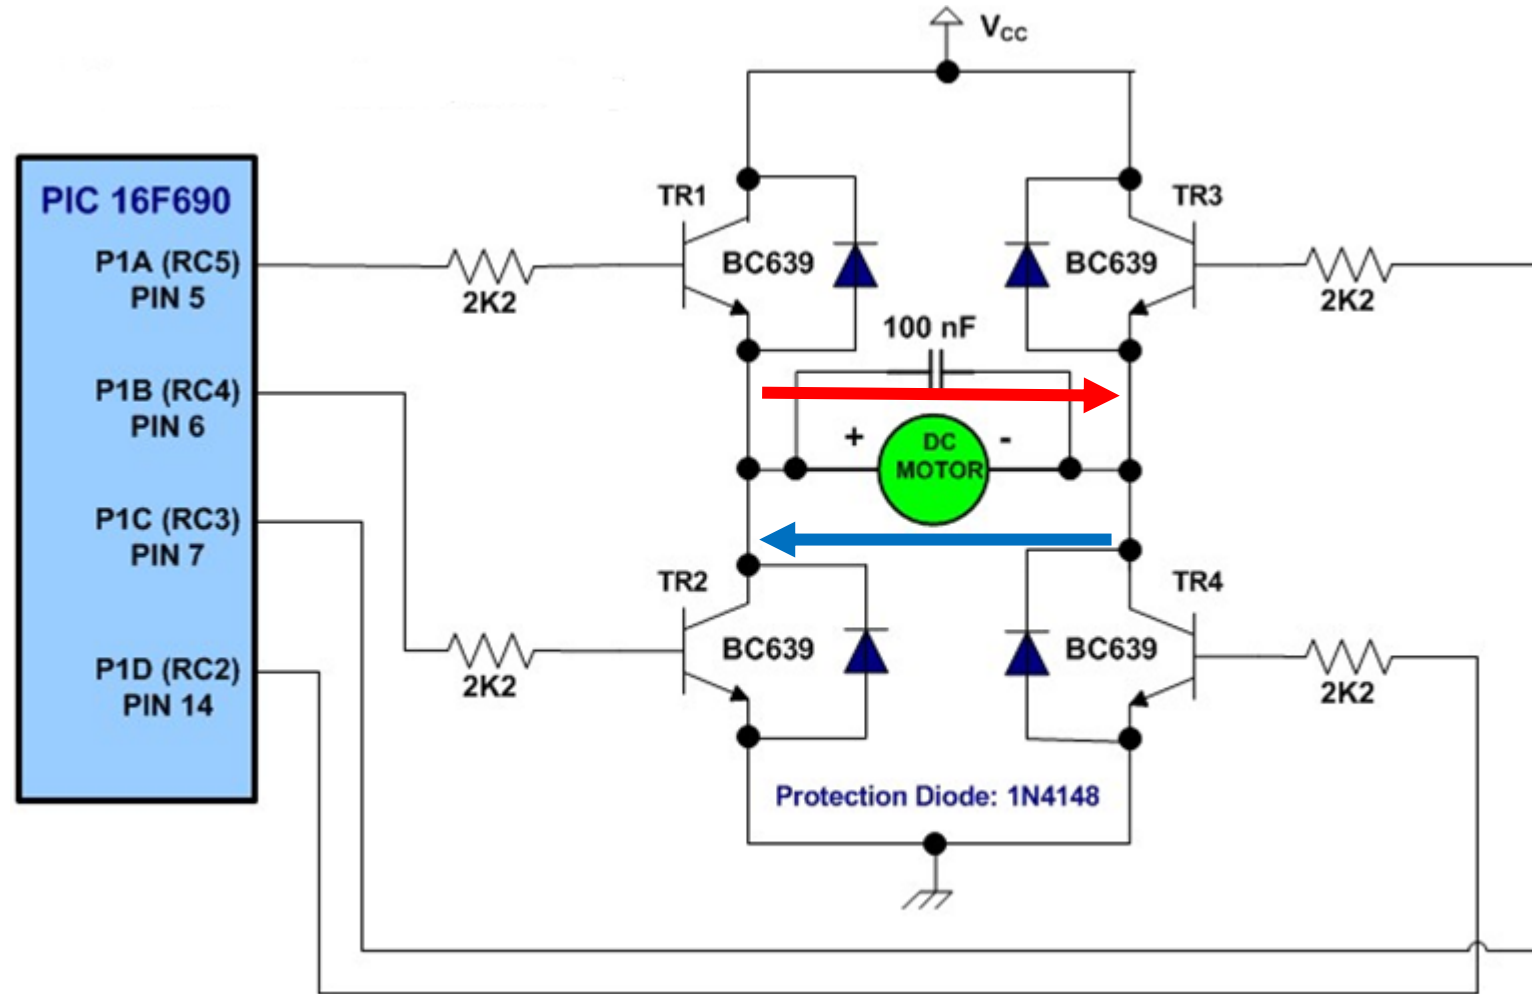 V_CC
PIC 16F690
P1A (RC5)
PIN 5
P1B (RC4)
PIN 6
P1C (RC3)
PIN 7
P1D (RC2)
PIN 14
2K2
TR1
BC639
TR3
BC639
2K2
100 nF
+
DC
MOTOR
-
2K2
TR2
BC639
TR4
BC639
2K2
Protection Diode: 1N4148